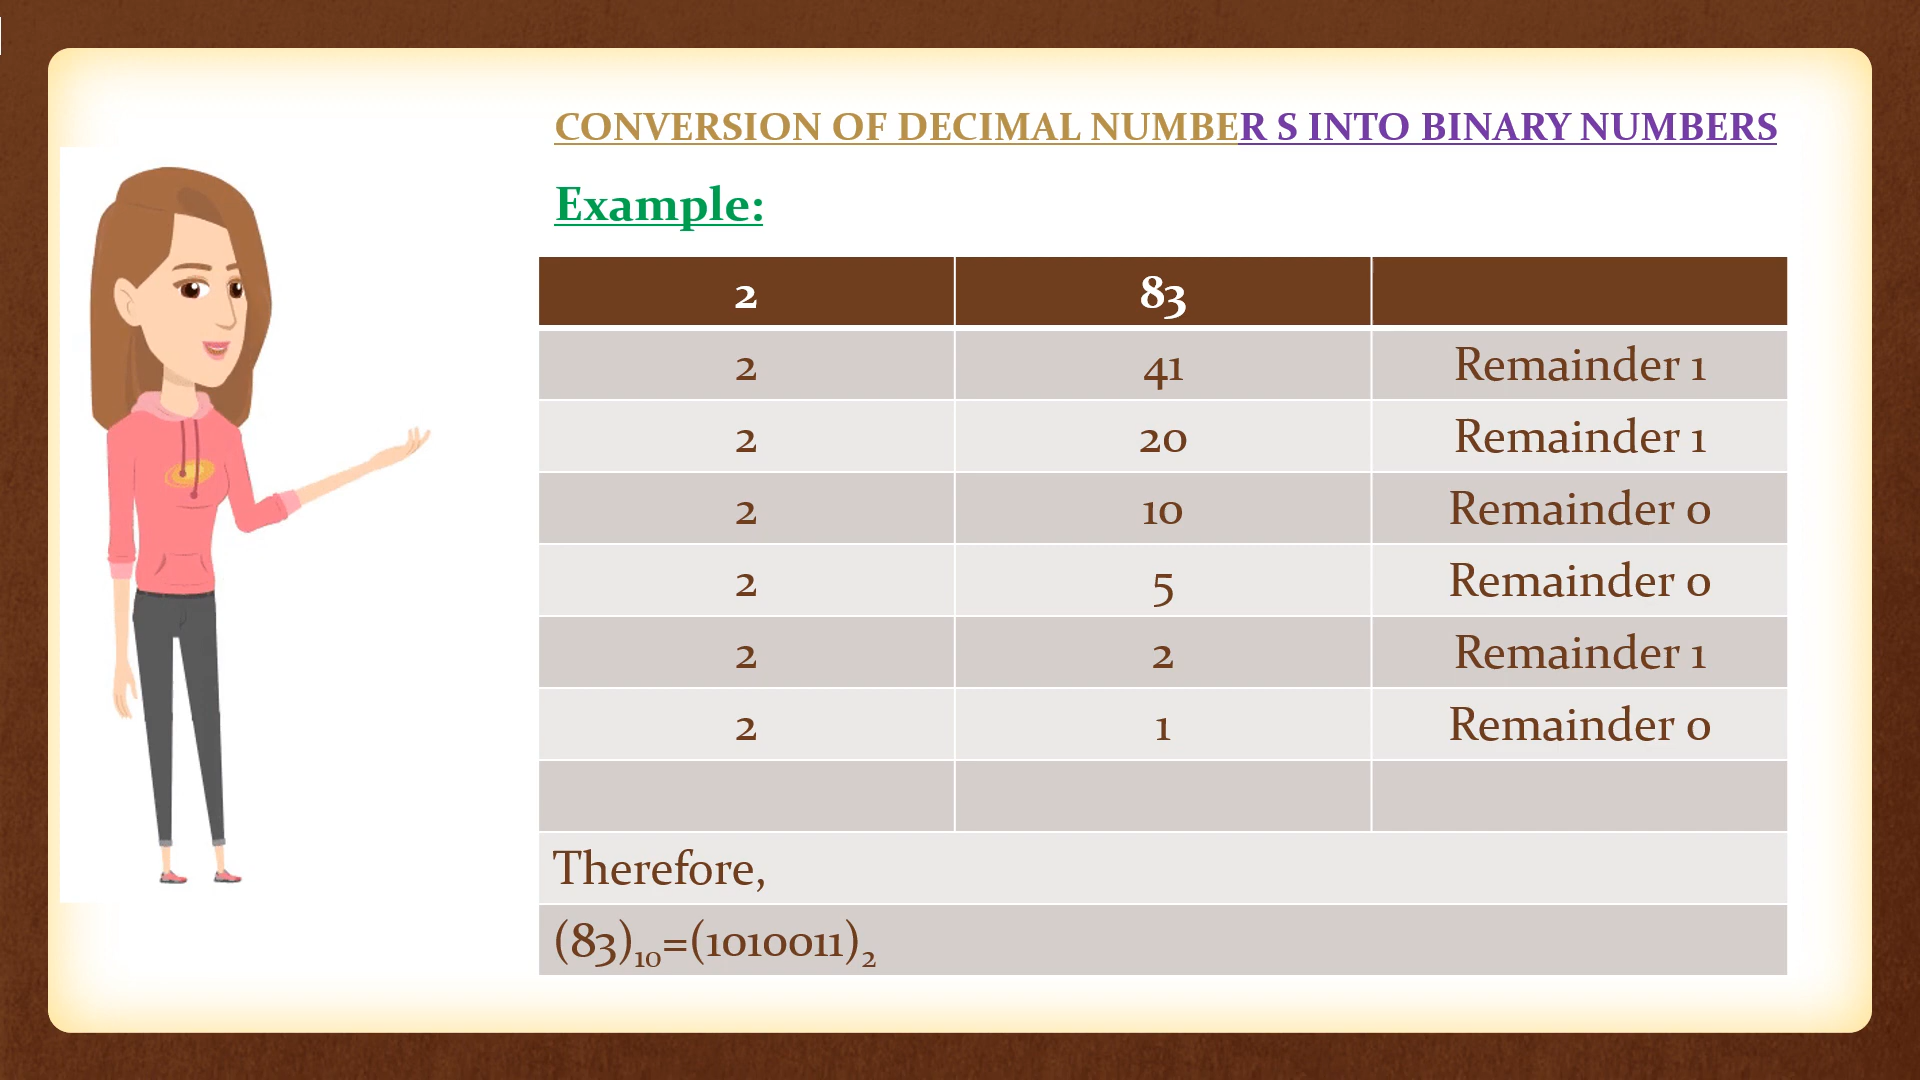 CONVERSION OF DECIMAL NUMBER S INTO BINARY NUMBERS
Example:
2 83
2 41 Remainder 1
2 20 Remainder 1
2 10 Remainder 0
2 5 Remainder 0
2 2 Remainder 1
2 1 Remainder 0
Therefore,
(83)₁₀=(1010011)₂